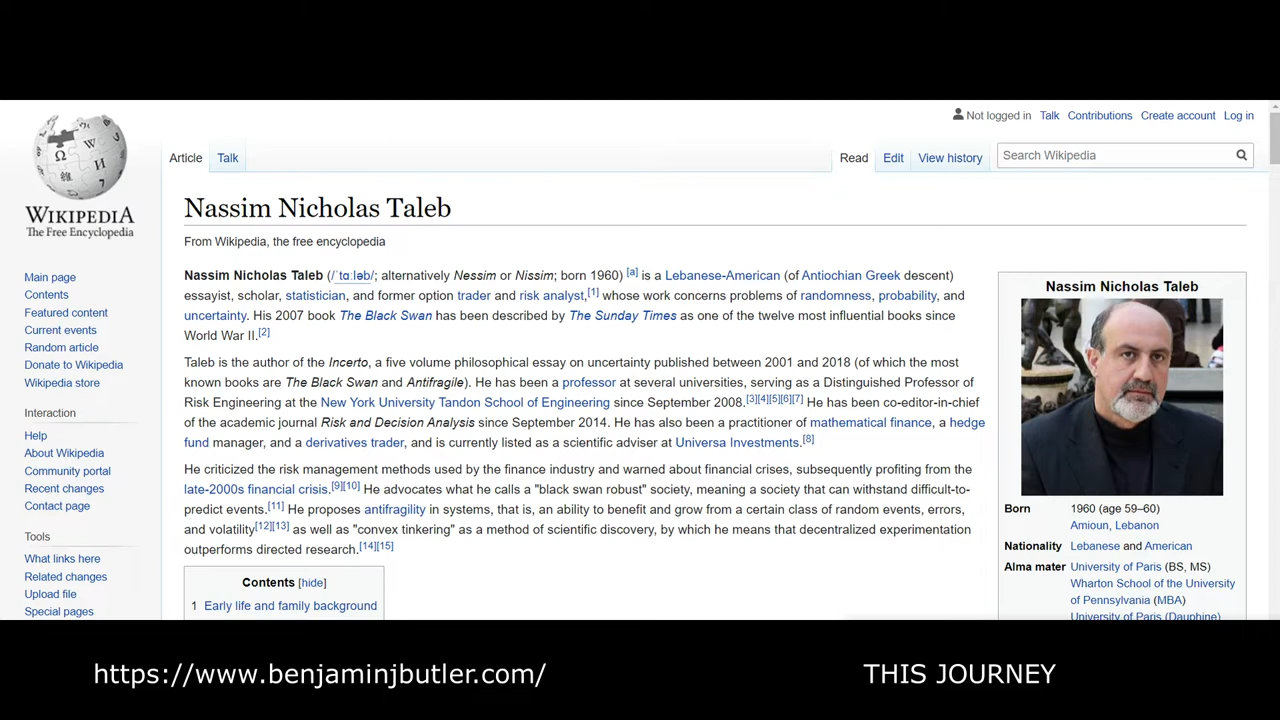 Not logged in Talk Contributions Create account Log in
Article Talk Read Edit View history Search Wikipedia
WIKIPEDIA
The Free Encyclopedia
Main page
Contents
Featured content
Current events
Random article
Donate to Wikipedia
Wikipedia store
Interaction
Help
About Wikipedia
Community portal
Recent changes
Contact page
Tools
What links here
Related changes
Upload file
Special pages
Nassim Nicholas Taleb
From Wikipedia, the free encyclopedia
Nassim Nicholas Taleb (/ˈtɑːləb/; alternatively Nessim or Nissim; born 1960) [a] is a Lebanese-American (of Antiochian Greek descent)
essayist, scholar, statistician, and former option trader and risk analyst,[1] whose work concerns problems of randomness, probability, and
uncertainty. His 2007 book The Black Swan has been described by The Sunday Times as one of the twelve most influential books since
World War II.[2]
Taleb is the author of the Incerto, a five volume philosophical essay on uncertainty published between 2001 and 2018 (of which the most
known books are The Black Swan and Antifragile). He has been a professor at several universities, serving as a Distinguished Professor of
Risk Engineering at the New York University Tandon School of Engineering since September 2008.[3][4][5][6][7] He has been co-editor-in-chief
of the academic journal Risk and Decision Analysis since September 2014. He has also been a practitioner of mathematical finance, a hedge
fund manager, and a derivatives trader, and is currently listed as a scientific adviser at Universa Investments.[8]
He criticized the risk management methods used by the finance industry and warned about financial crises, subsequently profiting from the
late-2000s financial crisis.[9][10] He advocates what he calls a "black swan robust" society, meaning a society that can withstand difficult-to-
predict events.[11] He proposes antifragility in systems, that is, an ability to benefit and grow from a certain class of random events, errors,
and volatility[12][13] as well as "convex tinkering" as a method of scientific discovery, by which he means that decentralized experimentation
outperforms directed research.[14][15]
Contents [hide]
1 Early life and family background
Nassim Nicholas Taleb
Born 1960 (age 59–60)
Amioun, Lebanon
Nationality Lebanese and American
Alma mater University of Paris (BS, MS)
Wharton School of the University
of Pennsylvania (MBA)
University of Paris (Dauphine)
https://www.benjaminjbutler.com/
THIS JOURNEY